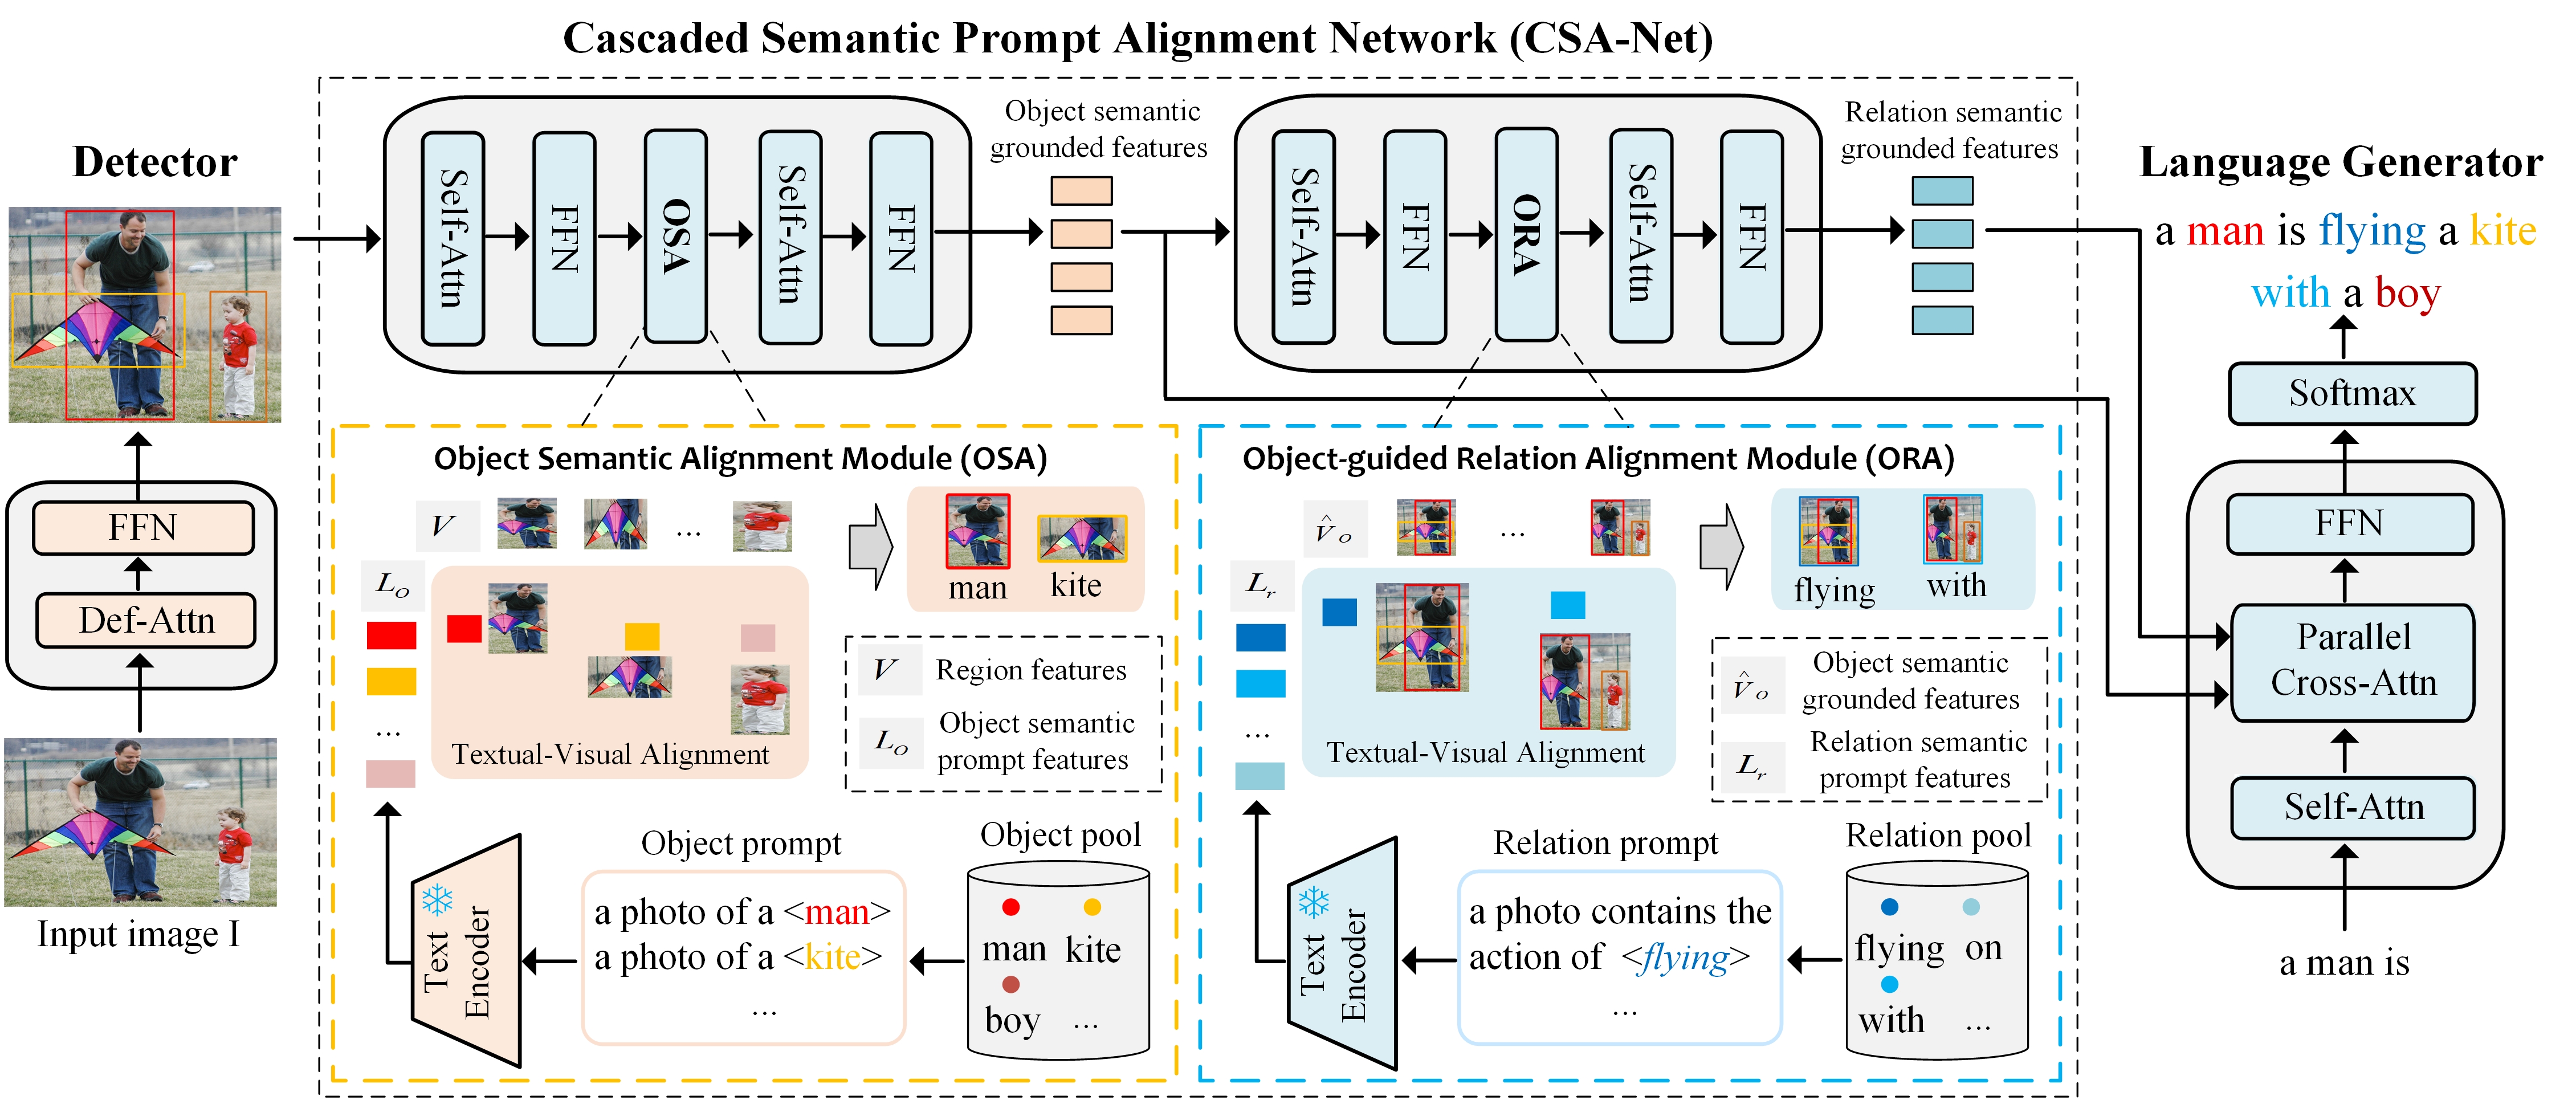 Cascaded Semantic Prompt Alignment Network (CSA-Net)
Detector
FFN
Def-Attn
Input image I
Self-Attn
FFN
OSA
Self-Attn
FFN
Object semantic
grounded features
Self-Attn
FFN
ORA
Self-Attn
FFN
Relation semantic
grounded features
Object Semantic Alignment Module (OSA)
V
...
man
kite
L_O
Textual-Visual Alignment
...
V Region features
L_O Object semantic
prompt features
Text
Encoder
Object prompt
a photo of a <man>
a photo of a <kite>
...
Object pool
man kite
boy ...
Object-guided Relation Alignment Module (ORA)
V̂_O
...
flying
with
L_r
Textual-Visual Alignment
...
V̂_O Object semantic
grounded features
L_r Relation semantic
prompt features
Text
Encoder
Relation prompt
a photo contains the
action of <flying>
...
Relation pool
flying on
with ...
Language Generator
a man is flying a kite
with a boy
Softmax
FFN
Parallel
Cross-Attn
Self-Attn
a man is